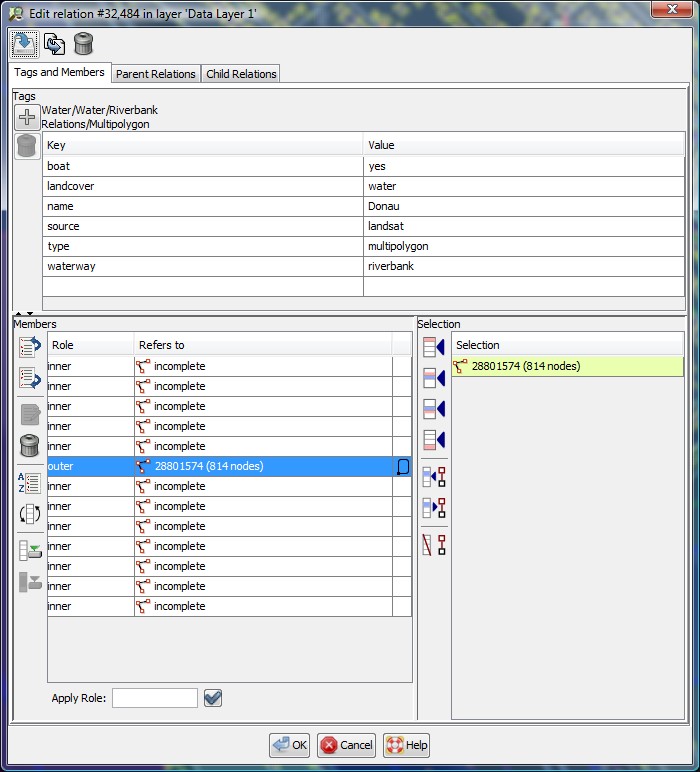 Edit relation #32,484 in layer 'Data Layer 1'
Tags and Members Parent Relations Child Relations
Tags
Water/Water/Riverbank
Relations/Multipolygon
Key Value
boat yes
landcover water
name Donau
source landsat
type multipolygon
waterway riverbank
Members Selection
Role Refers to Selection
inner incomplete 28801574 (814 nodes)
inner incomplete
inner incomplete
inner incomplete
inner incomplete
outer 28801574 (814 nodes)
inner incomplete
inner incomplete
inner incomplete
inner incomplete
inner incomplete
inner incomplete
inner incomplete
A
Z
Apply Role:
OK Cancel Help